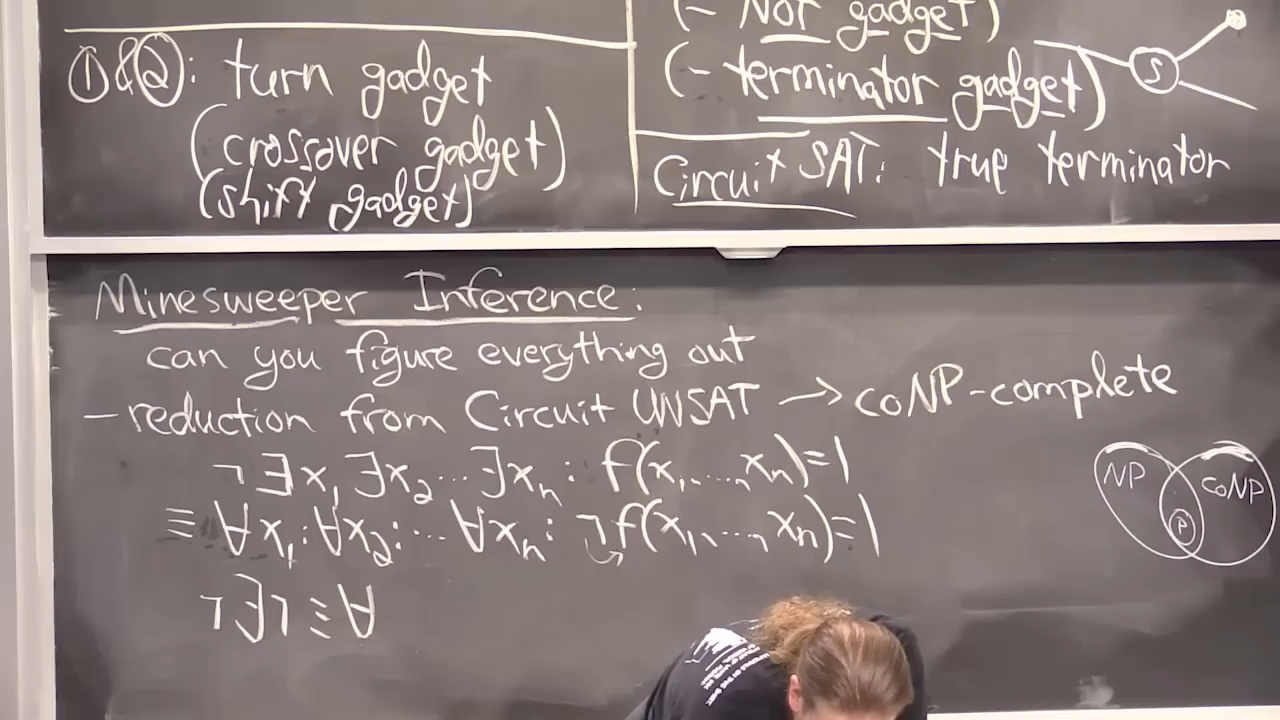 ①&②: turn gadget
(crossover gadget)
(shift gadget)
(- Not gadget)
(- terminator gadget)
S
Circuit SAT: true terminator
Minesweeper Inference:
can you figure everything out
- reduction from Circuit UNSAT → coNP-complete
¬∃x₁ ∃x₂ ... ∃xₙ: f(x₁, ..., xₙ)=1
≡ ∀x₁: ∀x₂: ... ∀xₙ: ¬f(x₁, ..., xₙ)=1
¬∃¬ ≡ ∀
NP P coNP